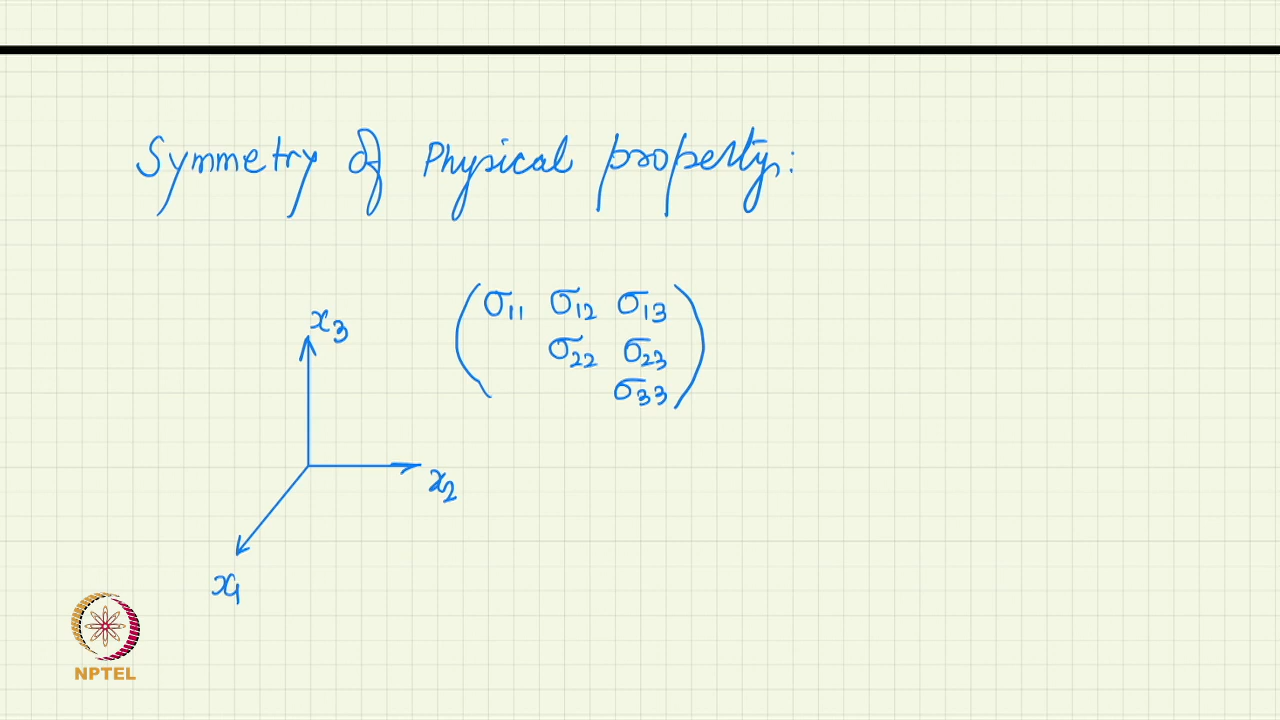 Symmetry of Physical property:
x3
σ11 σ12 σ13
σ22 σ23
σ33
x2
x1
NPTEL